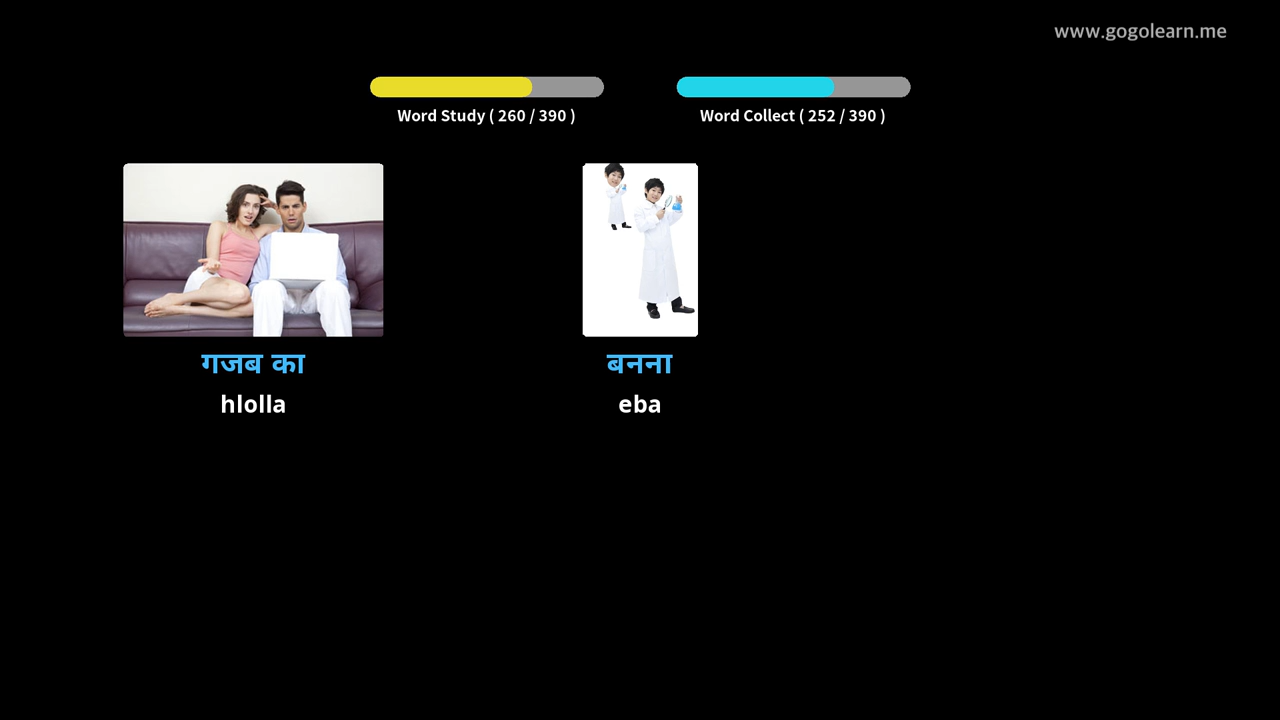 www.gogolearn.me
Word Study ( 260 / 390 )
Word Collect ( 252 / 390 )
गजब का
बनना
hlolla
eba